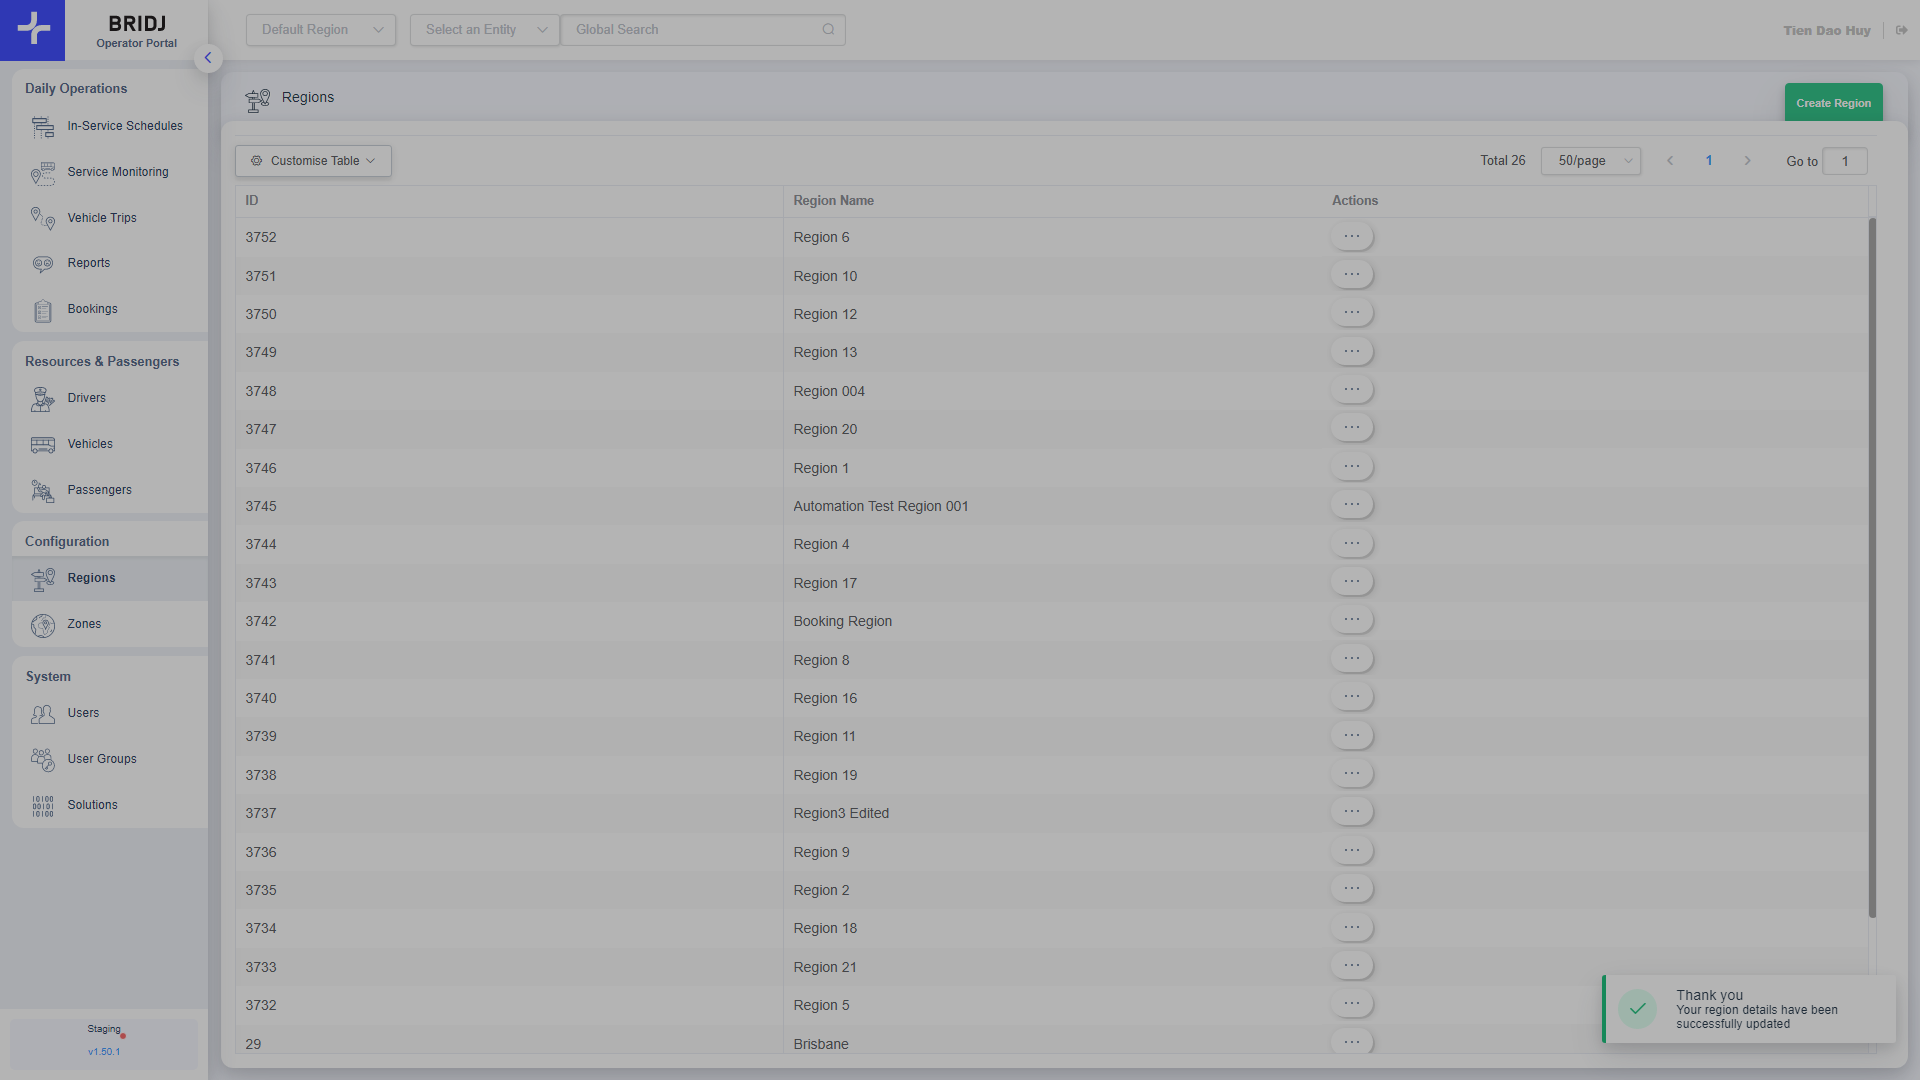 BRIDJ
Operator Portal
Default Region
Select an Entity
Global Search
Tien Dao Huy
Daily Operations
In-Service Schedules
Service Monitoring
Vehicle Trips
Reports
Bookings
Resources & Passengers
Drivers
Vehicles
Passengers
Configuration
Regions
Zones
System
Users
User Groups
Solutions
Staging
v1.50.1
Regions
Create Region
Customise Table
Total 26
50/page
1
Go to
1
ID Region Name Actions
3752 Region 6
3751 Region 10
3750 Region 12
3749 Region 13
3748 Region 004
3747 Region 20
3746 Region 1
3745 Automation Test Region 001
3744 Region 4
3743 Region 17
3742 Booking Region
3741 Region 8
3740 Region 16
3739 Region 11
3738 Region 19
3737 Region3 Edited
3736 Region 9
3735 Region 2
3734 Region 18
3733 Region 21
3732 Region 5
29 Brisbane
Thank you
Your region details have been
successfully updated